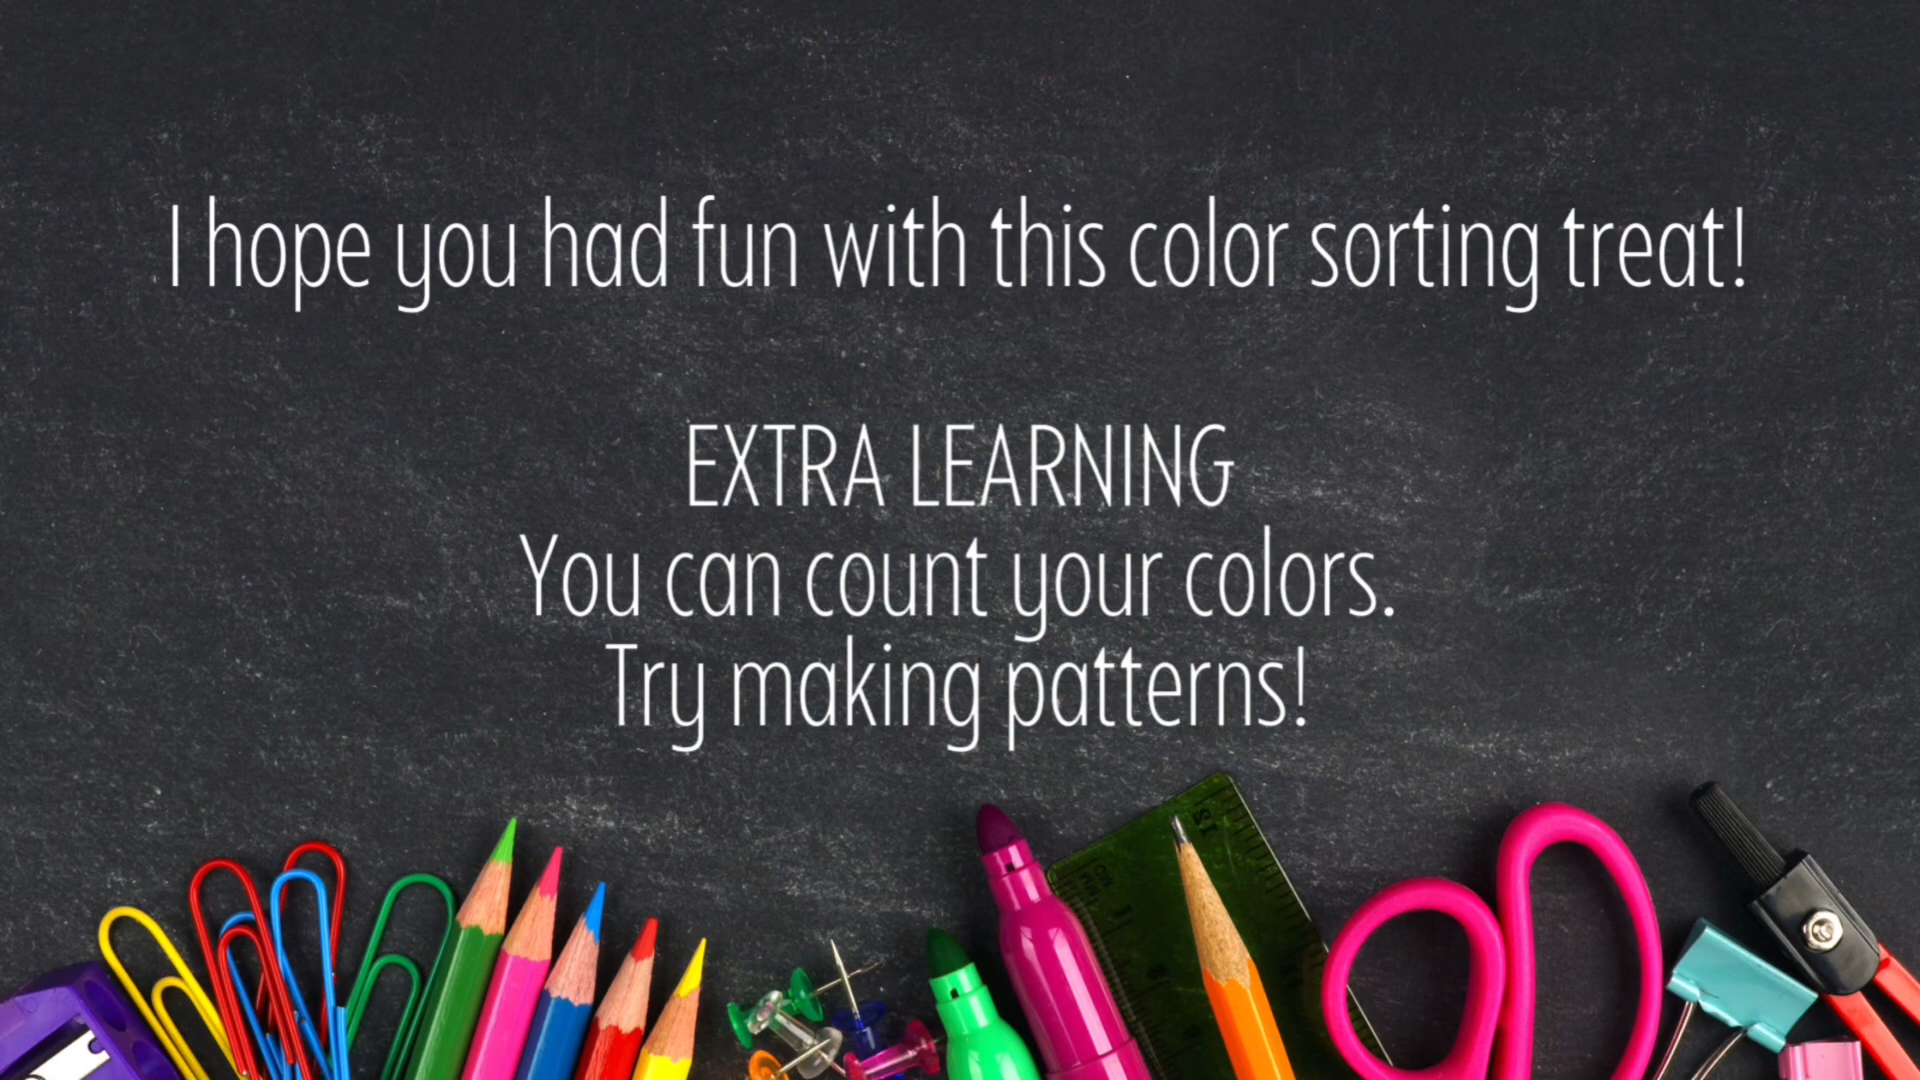 I hope you had fun with this color sorting treat!
EXTRA LEARNING
You can count your colors.
Try making patterns!